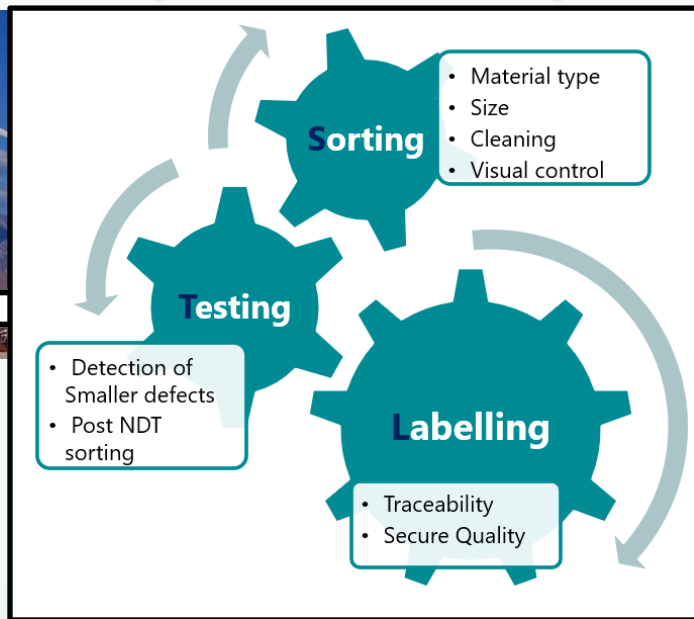 Sorting
• Material type
• Size
• Cleaning
• Visual control
Testing
• Detection of
Smaller defects
• Post NDT
sorting
Labelling
• Traceability
• Secure Quality